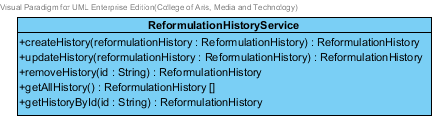 Visual Paradigm for UML Enterprise Edition(College of Arts, Media and Technology)
ReformulationHistoryService
+createHistory(reformulationHistory : ReformulationHistory) : ReformulationHistory
+updateHistory(reformulationHistory : ReformulationHistory) : ReformulationHistory
+removeHistory(id : String) : ReformulationHistory
+getAllHistory() : ReformulationHistory []
+getHistoryById(id : String) : ReformulationHistory